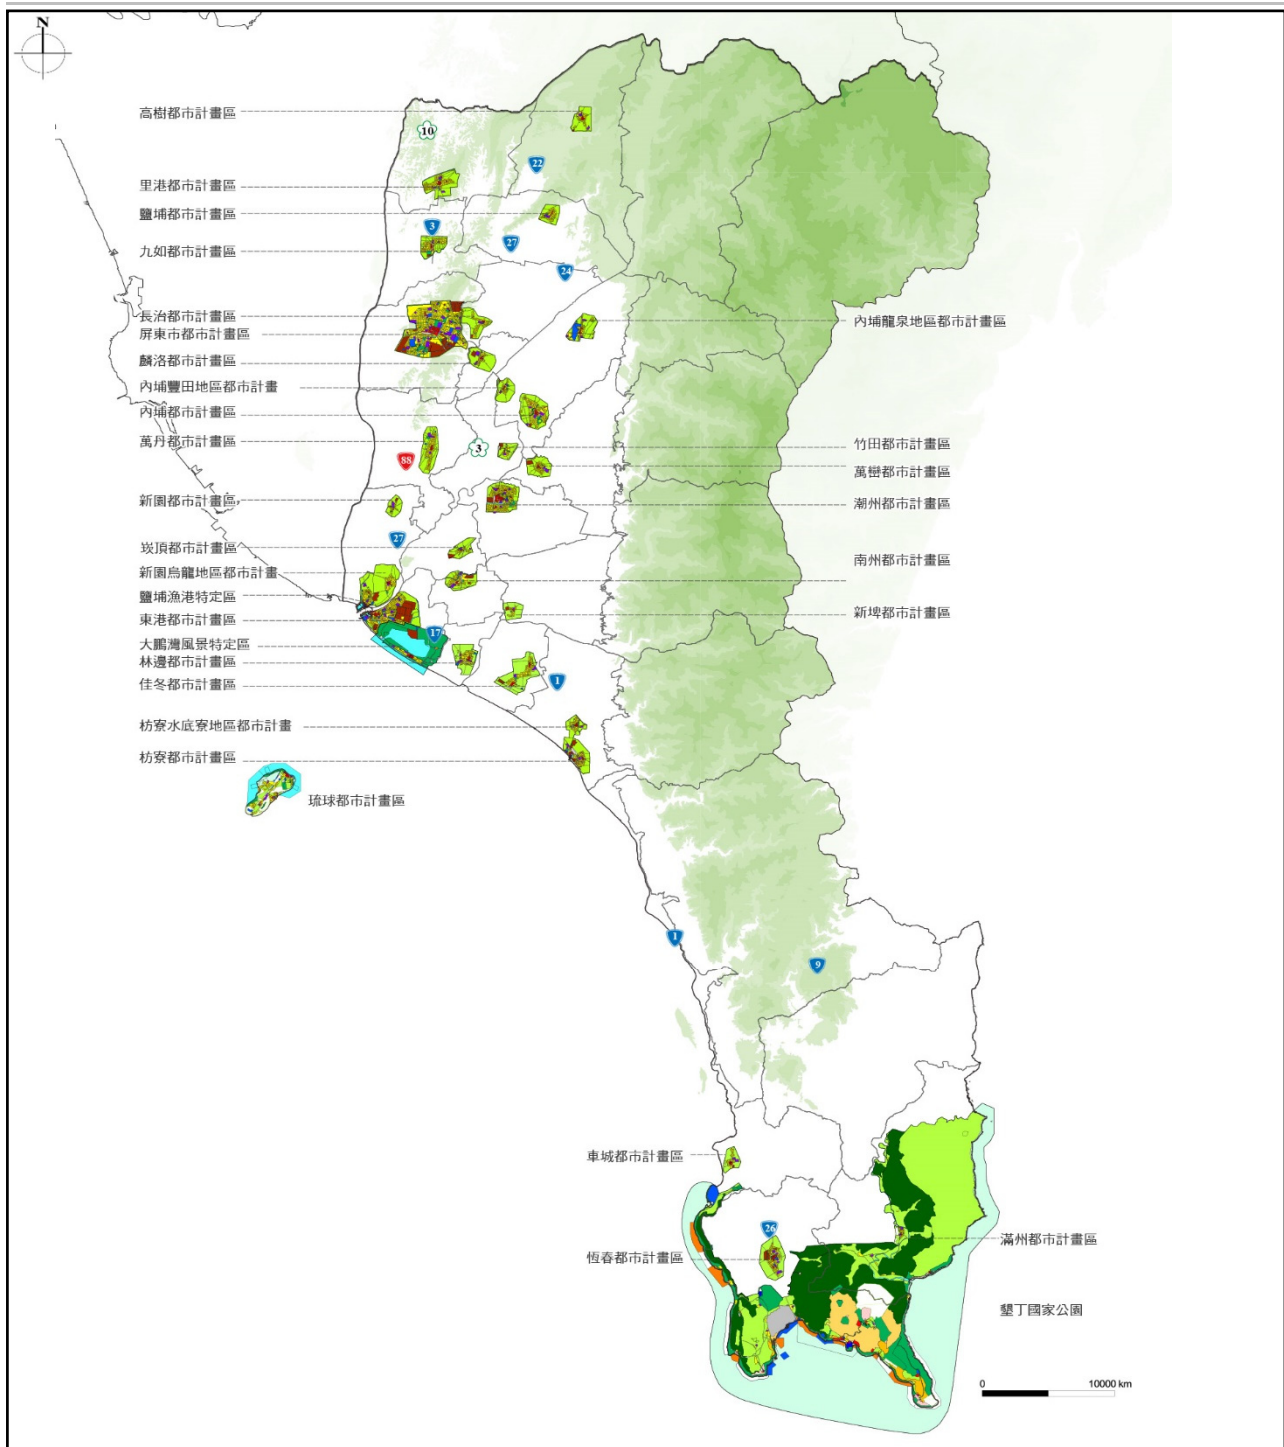 N
高樹都市計畫區
10
22
里港都市計畫區
鹽埔都市計畫區
3
27
九如都市計畫區
24
長治都市計畫區
內埔龍泉地區都市計畫區
屏東市都市計畫區
麟洛都市計畫區
內埔豐田地區都市計畫
內埔都市計畫區
萬丹都市計畫區
3
竹田都市計畫區
88
萬巒都市計畫區
新園都市計畫區
潮州都市計畫區
27
崁頂都市計畫區
南州都市計畫區
新園烏龍地區都市計畫
鹽埔漁港特定區
東港都市計畫區
新埤都市計畫區
17
大鵬灣風景特定區
林邊都市計畫區
佳冬都市計畫區
1
枋寮水底寮地區都市計畫
枋寮都市計畫區
琉球都市計畫區
1
9
車城都市計畫區
26
滿州都市計畫區
恆春都市計畫區
墾丁國家公園
0 10000 km